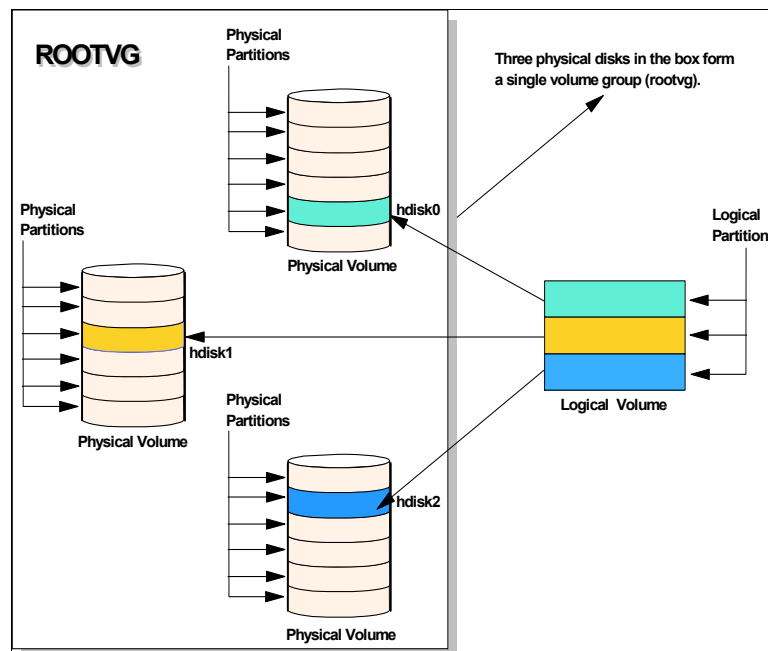 ROOTVG
Physical
Partitions
Three physical disks in the box form
a single volume group (rootvg).
hdisk0
Physical Volume
Physical
Partitions
hdisk1
Physical Volume
Logical
Partition
Logical Volume
Physical
Partitions
hdisk2
Physical Volume